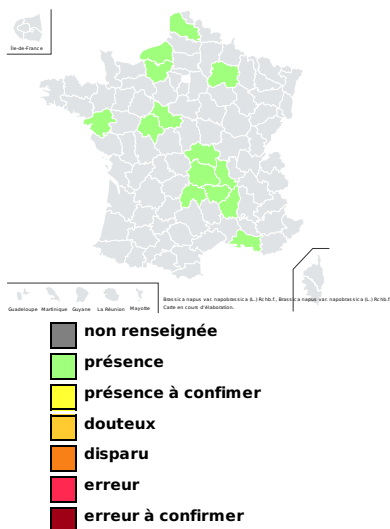 Île-de-France
Guadeloupe Martinique Guyane La Réunion Mayotte
Brassica napus var. napobrassica (L.) Rchb.f., Brassica napus var. napobrassica (L.) Rchb.f.
Carte en cours d'élaboration.
non renseignée
présence
présence à confimer
douteux
disparu
erreur
erreur à confirmer